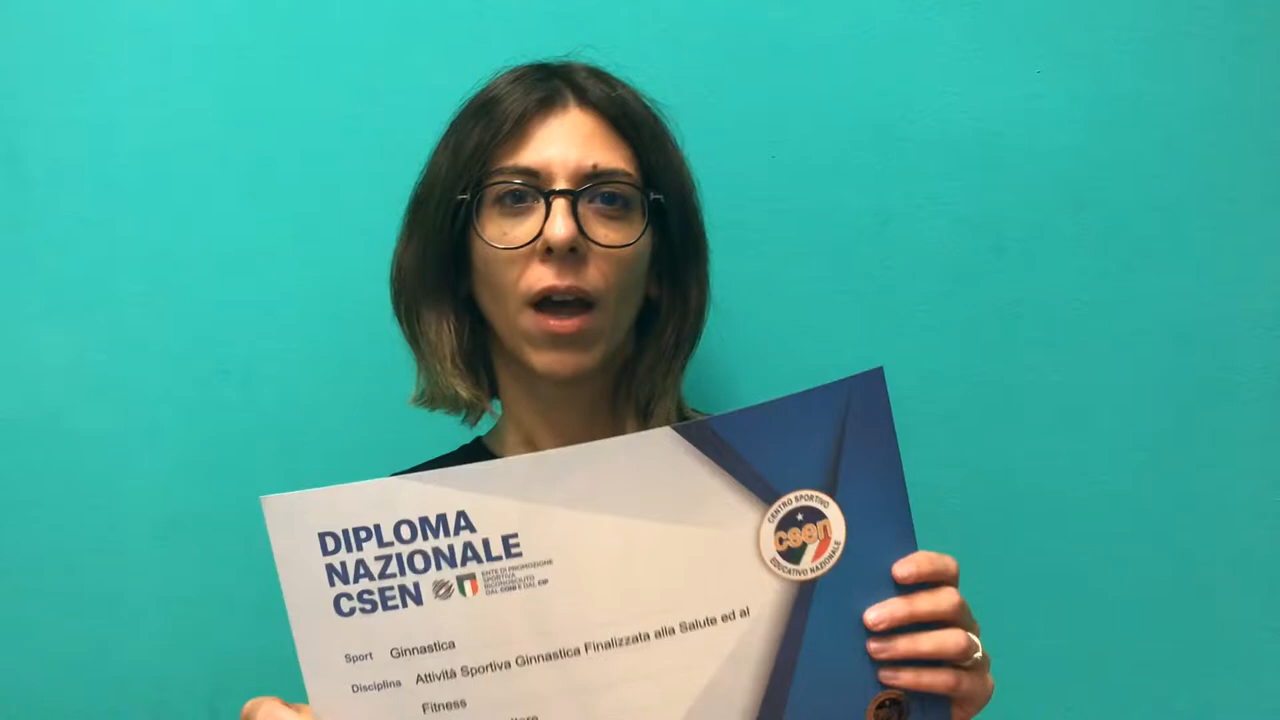 DIPLOMA
NAZIONALE
CSEN
ENTE DI PROMOZIONE
SPORTIVA
RICONOSCIUTO
DAL CONI E DAL CIP
CENTRO SPORTIVO
csen
EDUCATIVO NAZIONALE
Sport Ginnastica
Disciplina Attività Sportiva Ginnastica Finalizzata alla Salute ed al
Fitness